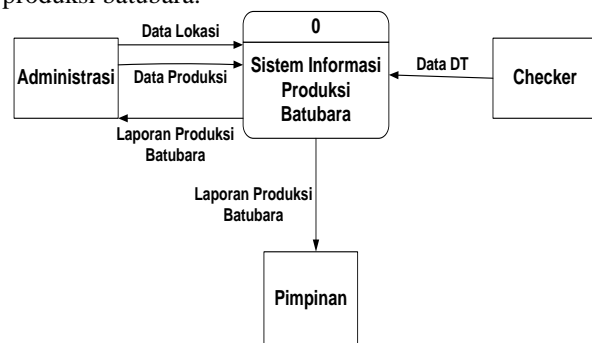 produksi batubara.
Data Lokasi
0
Administrasi
Data Produksi
Sistem Informasi
Produksi
Batubara
Data DT
Checker
Laporan Produksi
Batubara
Laporan Produksi
Batubara
Pimpinan